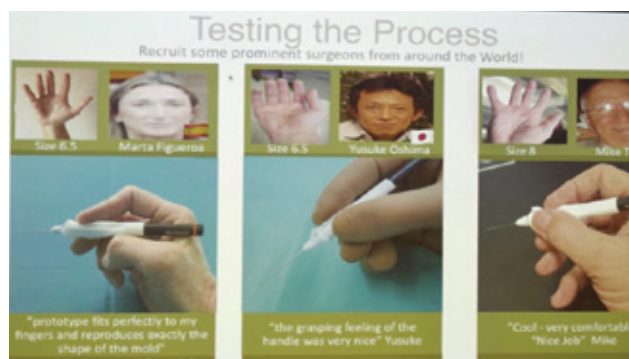 Testing the Process
Recruit some prominent surgeons from around the World!
Size 6.5
Marta Figueroa
Size 6.5
Yusuke Oshima
Size 8
Mike T
"prototype fits perfectly to my
fingers and reproduces exactly the
shape of the mold"
"the grasping feeling of the
handle was very nice" Yusuke
"Cool - very comfortabl
"Nice Job" Mike